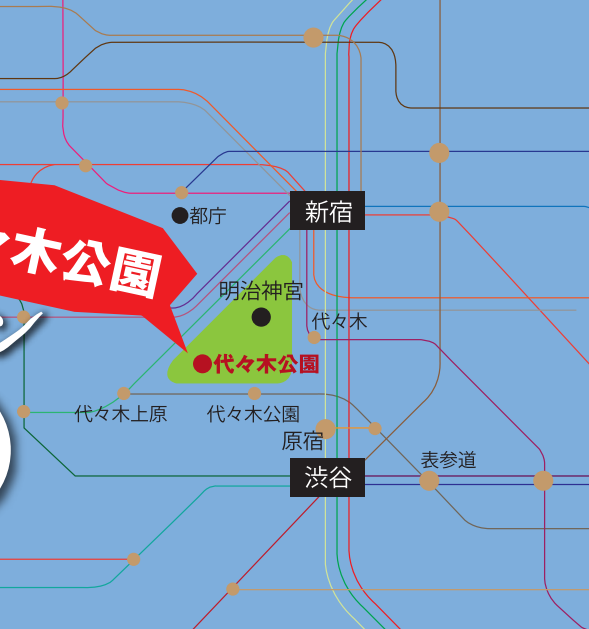 都庁
新宿
木公園
明治神宮
代々木
代々木公園
代々木上原
代々木公園
原宿
表参道
渋谷